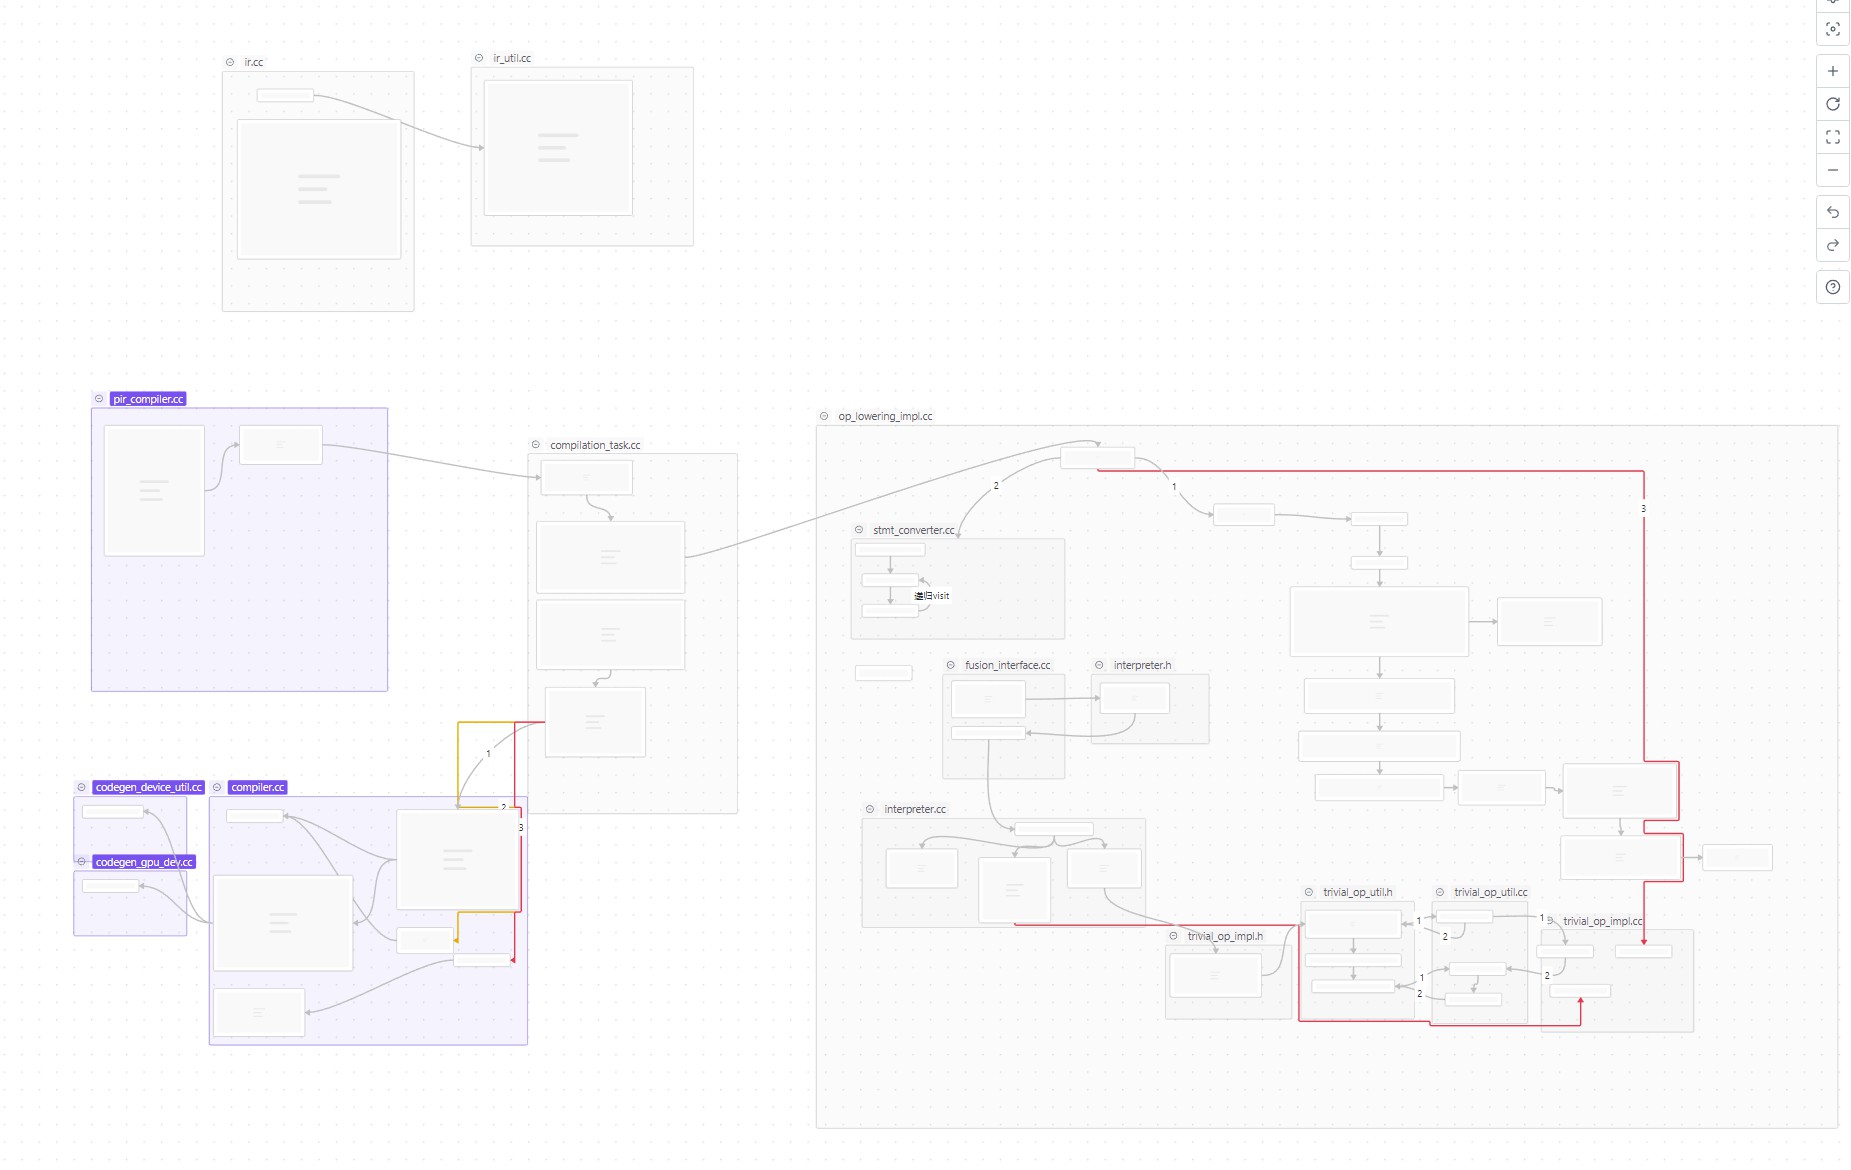 ir.cc
ir_util.cc
pir_compiler.cc
compilation_task.cc
op_lowering_impl.cc
2
1
3
stmt_converter.cc
递归visit
fusion_interface.cc
interpreter.h
1
2
3
codegen_device_util.cc
compiler.cc
codegen_gpu_dev.cc
interpreter.cc
trivial_op_util.h
trivial_op_util.cc
trivial_op_impl.cc
trivial_op_impl.h
1
2
1
1
2
2